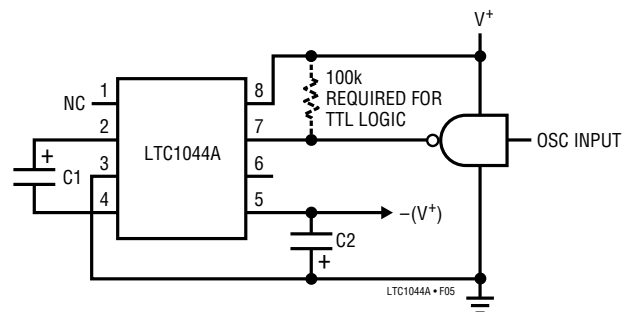 V+
100k
REQUIRED FOR
TTL LOGIC
NC
1
8
2
7
OSC INPUT
+
C1
LTC1044A
3
6
4
5
–(V+)
C2
+
LTC1044A • F05